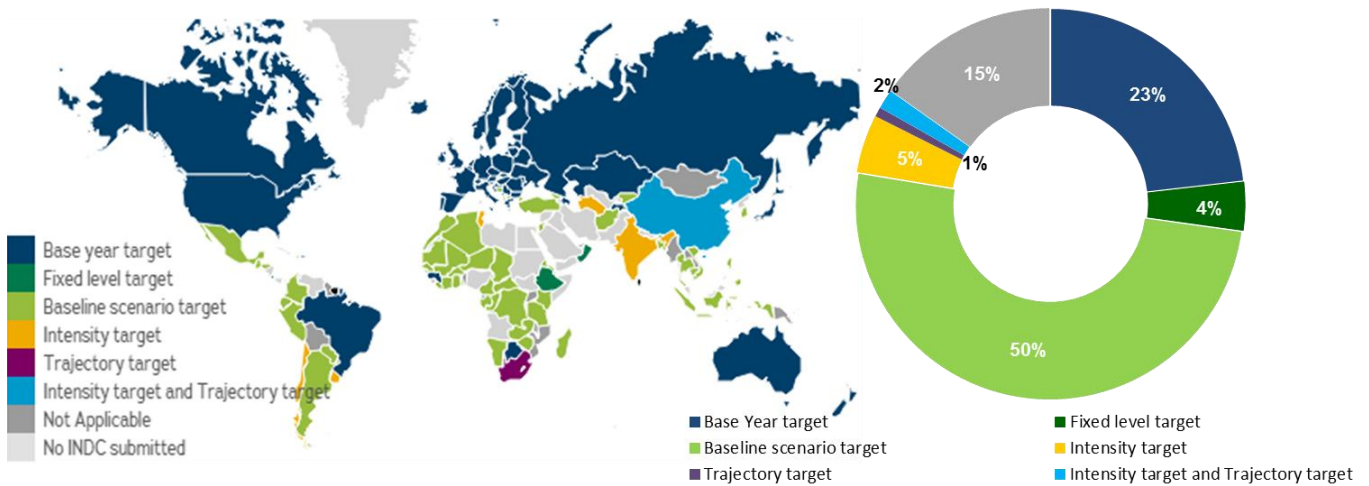 Base year target
Fixed level target
Baseline scenario target
Intensity target
Trajectory target
Intensity target and Trajectory target
Not Applicable
No INDC submitted
15%
23%
2%
5%
1%
4%
50%
Base Year target
Fixed level target
Baseline scenario target
Intensity target
Trajectory target
Intensity target and Trajectory target